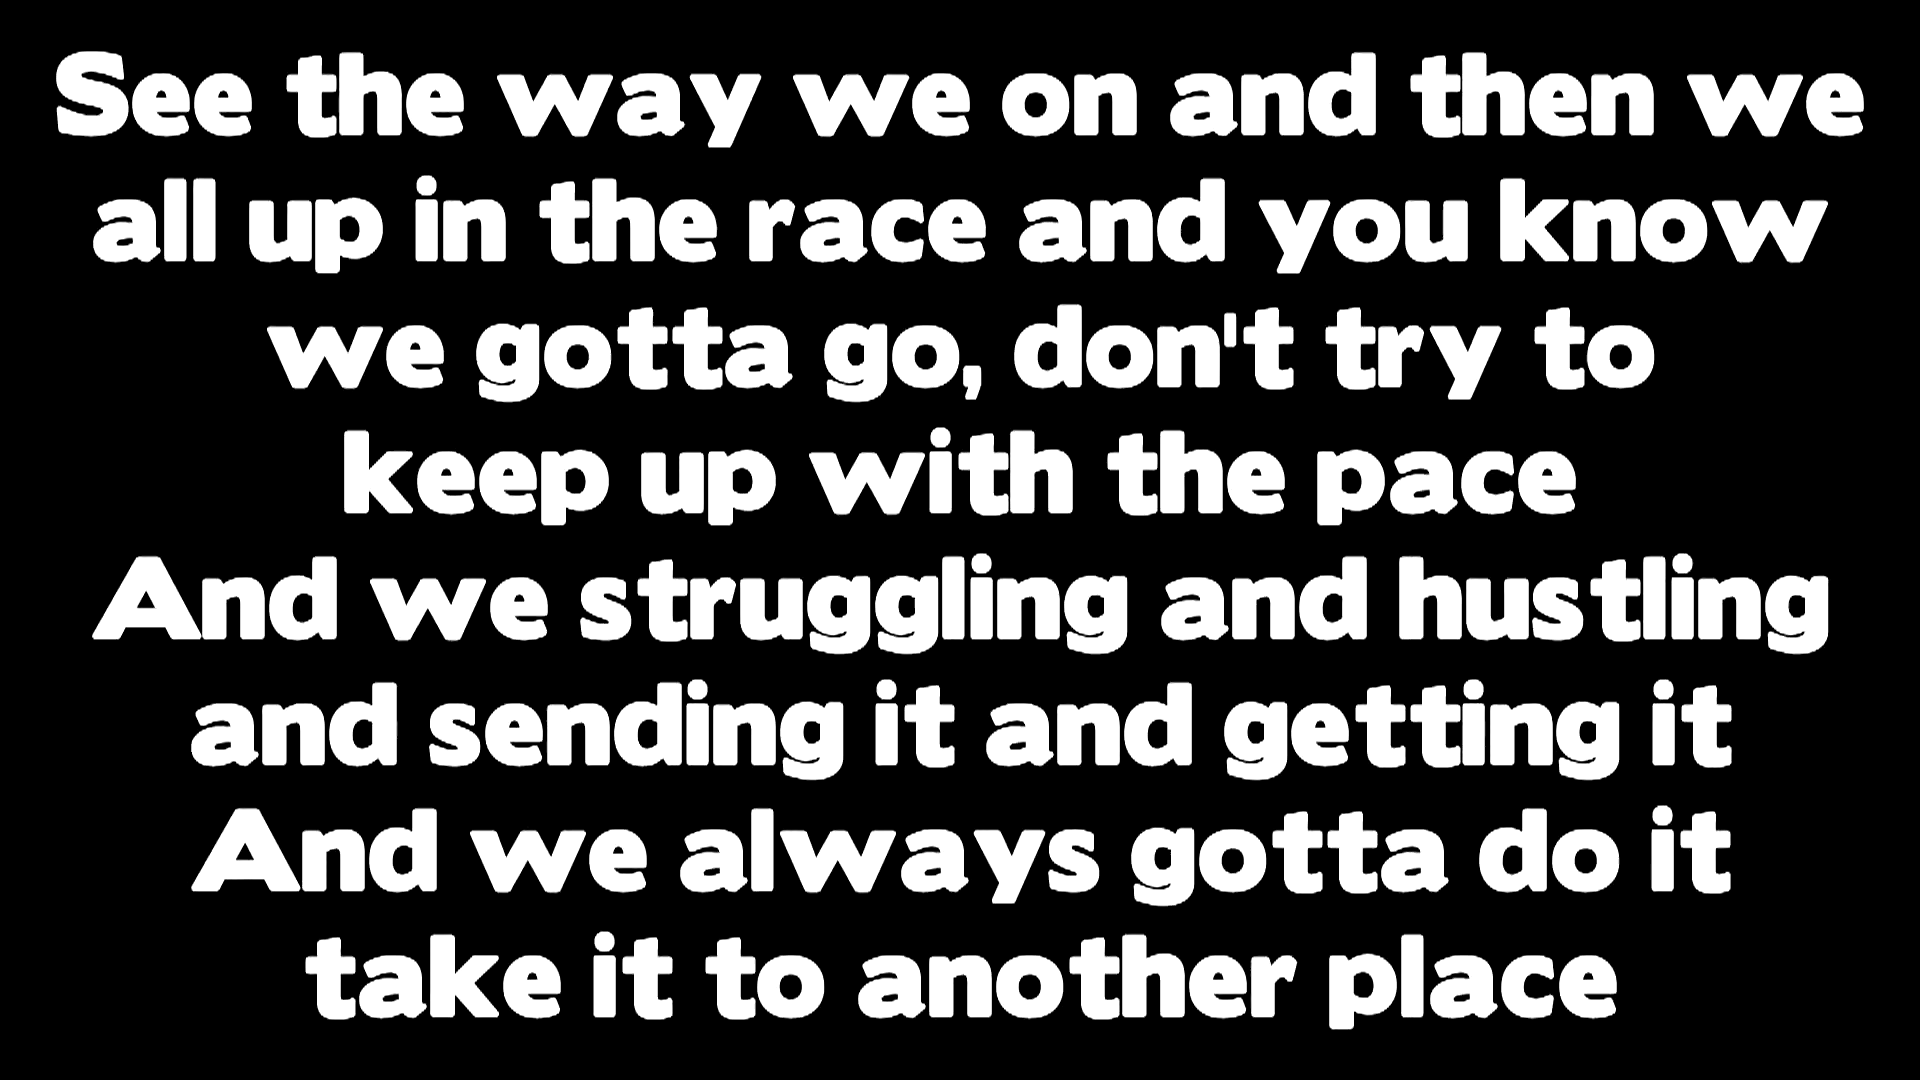 See the way we on and then we
all up in the race and you know
we gotta go, don't try to
keep up with the pace
And we struggling and hustling
and sending it and getting it
And we always gotta do it
take it to another place